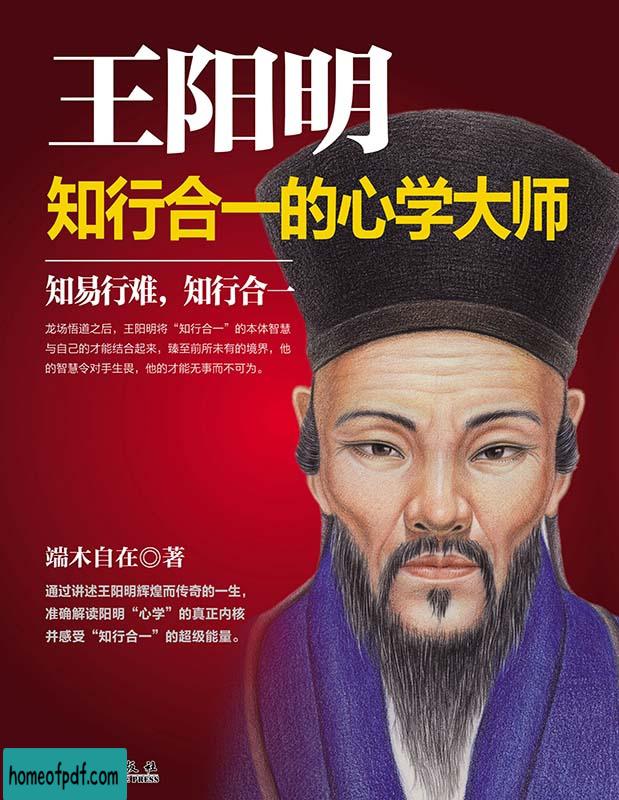 王阳明
知行合一的心学大师
知易行难，知行合一
龙场悟道之后，王阳明将“知行合一”的本体智慧
与自己的才能结合起来，臻至前所未有的境界，他
的智慧令对手生畏，他的才能无事而不可为。
端木自在◎著
通过讲述王阳明辉煌而传奇的一生，
准确解读阳明“心学”的真正内核
并感受“知行合一”的超级能量。
版社
PRESS
homeofpdf.com